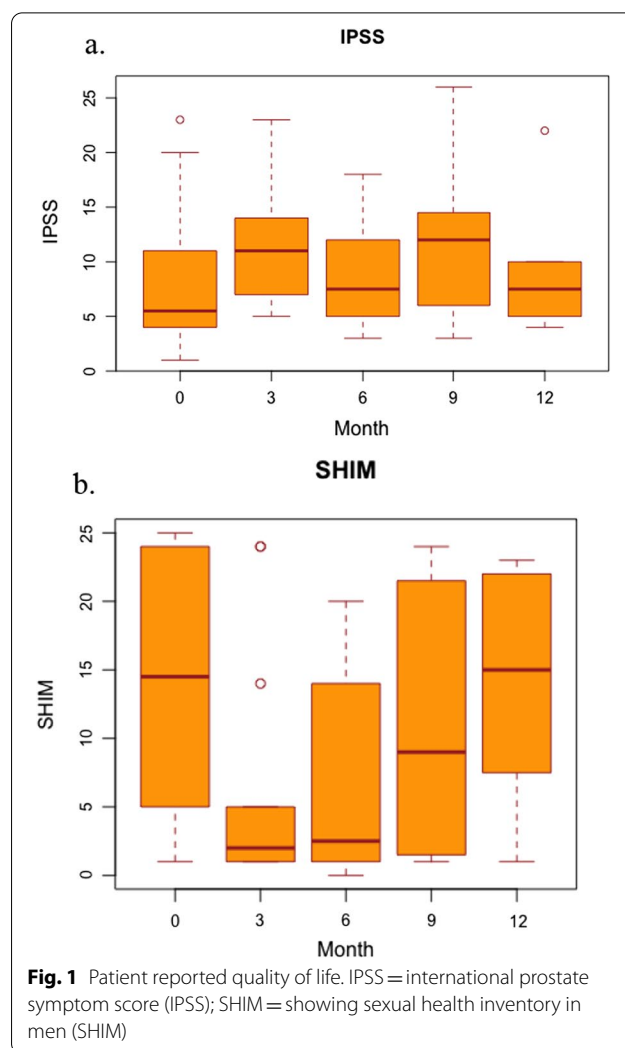 a.
IPSS
IPSS
0
5
10
15
20
25
0 3 6 9 12
Month
b.
SHIM
SHIM
0
5
10
15
20
25
0 3 6 9 12
Month
Fig. 1 Patient reported quality of life. IPSS = international prostate
symptom score (IPSS); SHIM = showing sexual health inventory in
men (SHIM)